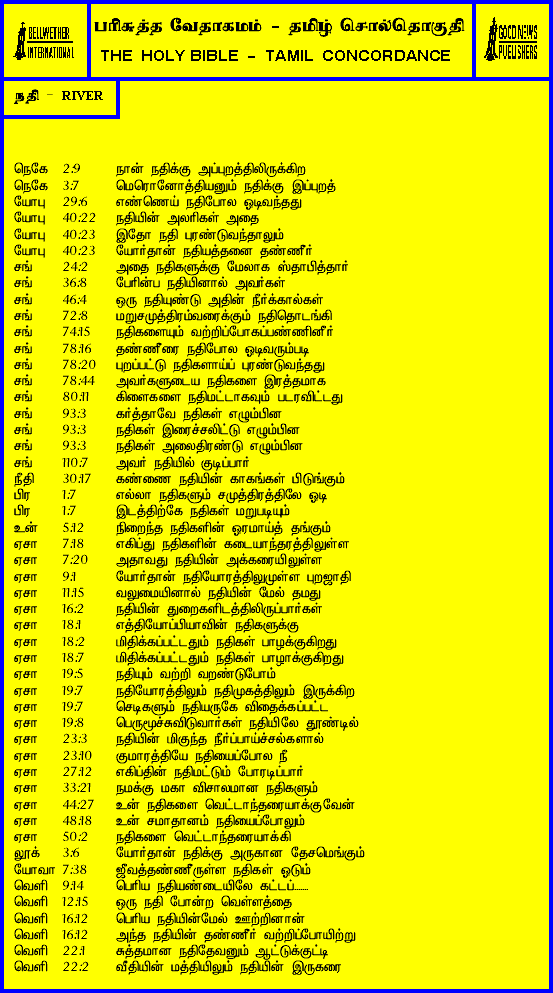 BELLWETHER
INTERNATIONAL
பரிசுத்த வேதாகமம் - தமிழ் சொல்தொகுதி
THE HOLY BIBLE - TAMIL CONCORDANCE
GOOD NEWS
PUBLISHERS
நதி - RIVER
நெகே 2:9 நான் நதிக்கு அப்புறத்திலிருக்கிற
நெகே 3:7 மெரொனோத்தியனும் நதிக்கு இப்புறத்
யோபு 29:6 எண்ணெய் நதிபோல ஓடிவந்தது
யோபு 40:22 நதியின் அலரிகள் அதை
யோபு 40:23 இதோ நதி புரண்டுவந்தாலும்
யோபு 40:23 யோர்தான் நதியத்தனை தண்ணீர்
சங் 24:2 அதை நதிகளுக்கு மேலாக ஸ்தாபித்தார்
சங் 36:8 பேரின்ப நதியினால் அவர்கள்
சங் 46:4 ஒரு நதியுண்டு அதின் நீர்க்கால்கள்
சங் 72:8 மறுசமுத்திரம்வரைக்கும் நதிதொடங்கி
சங் 74:15 நதிகளையும் வற்றிப்போகப்பண்ணினீர்
சங் 78:16 தண்ணீரை நதிபோல ஓடிவரும்படி
சங் 78:20 புறப்பட்டு நதிகளாய்ப் புரண்டுவந்தது
சங் 78:44 அவர்களுடைய நதிகளை இரத்தமாக
சங் 80:11 கிளைகளை நதிமட்டாகவும் படரவிட்டது
சங் 93:3 கர்த்தாவே நதிகள் எழும்பின
சங் 93:3 நதிகள் இரைச்சலிட்டு எழும்பின
சங் 93:3 நதிகள் அலைதிரண்டு எழும்பின
சங் 110:7 அவர் நதியில் குடிப்பார்
நீதி 30:17 கண்ணை நதியின் காகங்கள் பிடுங்கும்
பிர 1:7 எல்லா நதிகளும் சமுத்திரத்திலே ஓடி
பிர 1:7 இடத்திற்கே நதிகள் மறுபடியும்
உன் 5:12 நிறைந்த நதிகளின் ஓரமாய்த் தங்கும்
ஏசா 7:18 எகிப்து நதிகளின் கடையாந்தரத்திலுள்ள
ஏசா 7:20 அதாவது நதியின் அக்கரையிலுள்ள
ஏசா 9:1 யோர்தான் நதியோரத்திலுமுள்ள புறஜாதி
ஏசா 11:15 வலுமையினால் நதியின் மேல் தமது
ஏசா 16:2 நதியின் துறைகளிடத்திலிருப்பார்கள்
ஏசா 18:1 எத்தியோப்பியாவின் நதிகளுக்கு
ஏசா 18:2 மிதிக்கப்பட்டதும் நதிகள் பாழக்குகிறது
ஏசா 18:7 மிதிக்கப்பட்டதும் நதிகள் பாழாக்குகிறது
ஏசா 19:5 நதியும் வற்றி வறண்டுபோம்
ஏசா 19:7 நதியோரத்திலும் நதிமுகத்திலும் இருக்கிற
ஏசா 19:7 செடிகளும் நதியருகே விதைக்கப்பட்ட
ஏசா 19:8 பெருமூச்சுவிடுவார்கள் நதியிலே தூண்டில்
ஏசா 23:3 நதியின் மிகுந்த நீர்ப்பாய்ச்சல்களால்
ஏசா 23:10 குமாரத்தியே நதியைப்போல நீ
ஏசா 27:12 எகிப்தின் நதிமட்டும் போரடிப்பார்
ஏசா 33:21 நமக்கு மகா விசாலமான நதிகளும்
ஏசா 44:27 உன் நதிகளை வெட்டாந்தரையாக்குவேன்
ஏசா 48:18 உன் சமாதானம் நதியைப்போலும்
ஏசா 50:2 நதிகளை வெட்டாந்தரையாக்கி
லூக் 3:6 யோர்தான் நதிக்கு அருகான தேசமெங்கும்
யோவா 7:38 ஜீவத்தண்ணீருள்ள நதிகள் ஓடும்
வெளி 9:14 பெரிய நதியண்டையிலே கட்டப்.......
வெளி 12:15 ஒரு நதி போன்ற வெள்ளத்தை
வெளி 16:12 பெரிய நதியின்மேல் ஊற்றினான்
வெளி 16:12 அந்த நதியின் தண்ணீர் வற்றிப்போயிற்று
வெளி 22:1 சுத்தமான நதிதேவனும் ஆட்டுக்குட்டி
வெளி 22:2 வீதியின் மத்தியிலும் நதியின் இருகரை